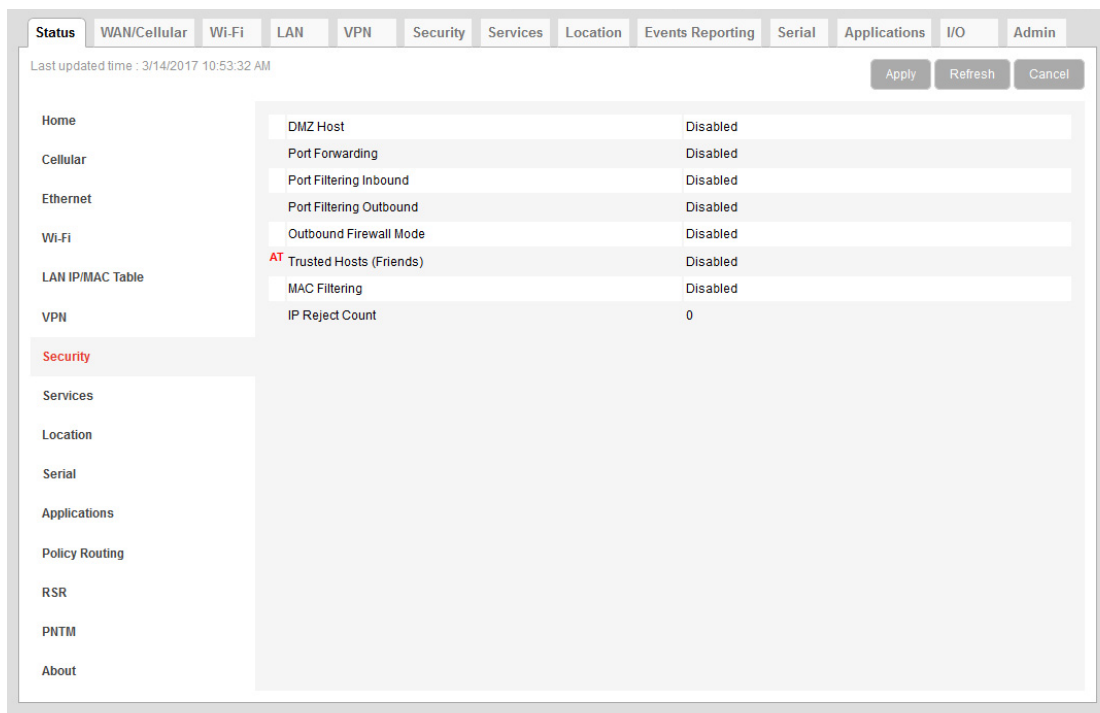 Status WAN/Cellular Wi-Fi LAN VPN Security Services Location Events Reporting Serial Applications I/O Admin
Last updated time : 3/14/2017 10:53:32 AM
Apply Refresh Cancel
Home
Cellular
Ethernet
Wi-Fi
LAN IP/MAC Table
VPN
Security
Services
Location
Serial
Applications
Policy Routing
RSR
PNTM
About
DMZ Host Disabled
Port Forwarding Disabled
Port Filtering Inbound Disabled
Port Filtering Outbound Disabled
Outbound Firewall Mode Disabled
AT Trusted Hosts (Friends) Disabled
MAC Filtering Disabled
IP Reject Count 0